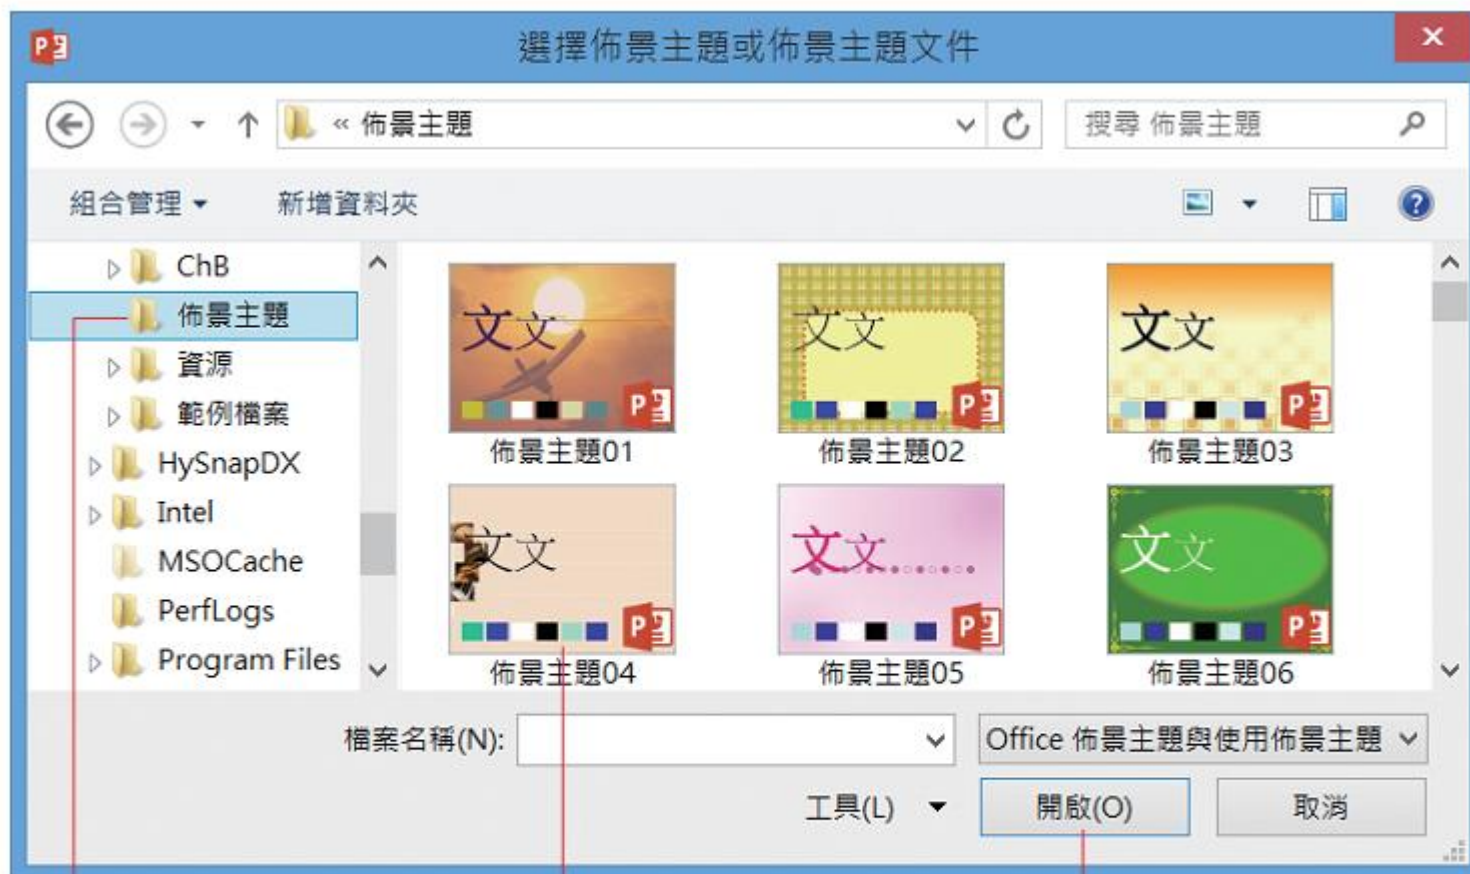 選擇佈景主題或佈景主題文件
« 佈景主題
搜尋 佈景主題
組合管理
新增資料夾
ChB
佈景主題
資源
範例檔案
HySnapDX
Intel
MSOCache
PerfLogs
Program Files
文文
文文
文文
佈景主題01
佈景主題02
佈景主題03
文文
文文
文文
佈景主題04
佈景主題05
佈景主題06
檔案名稱(N):
Office 佈景主題與使用佈景主題
工具(L)
開啟(O)
取消